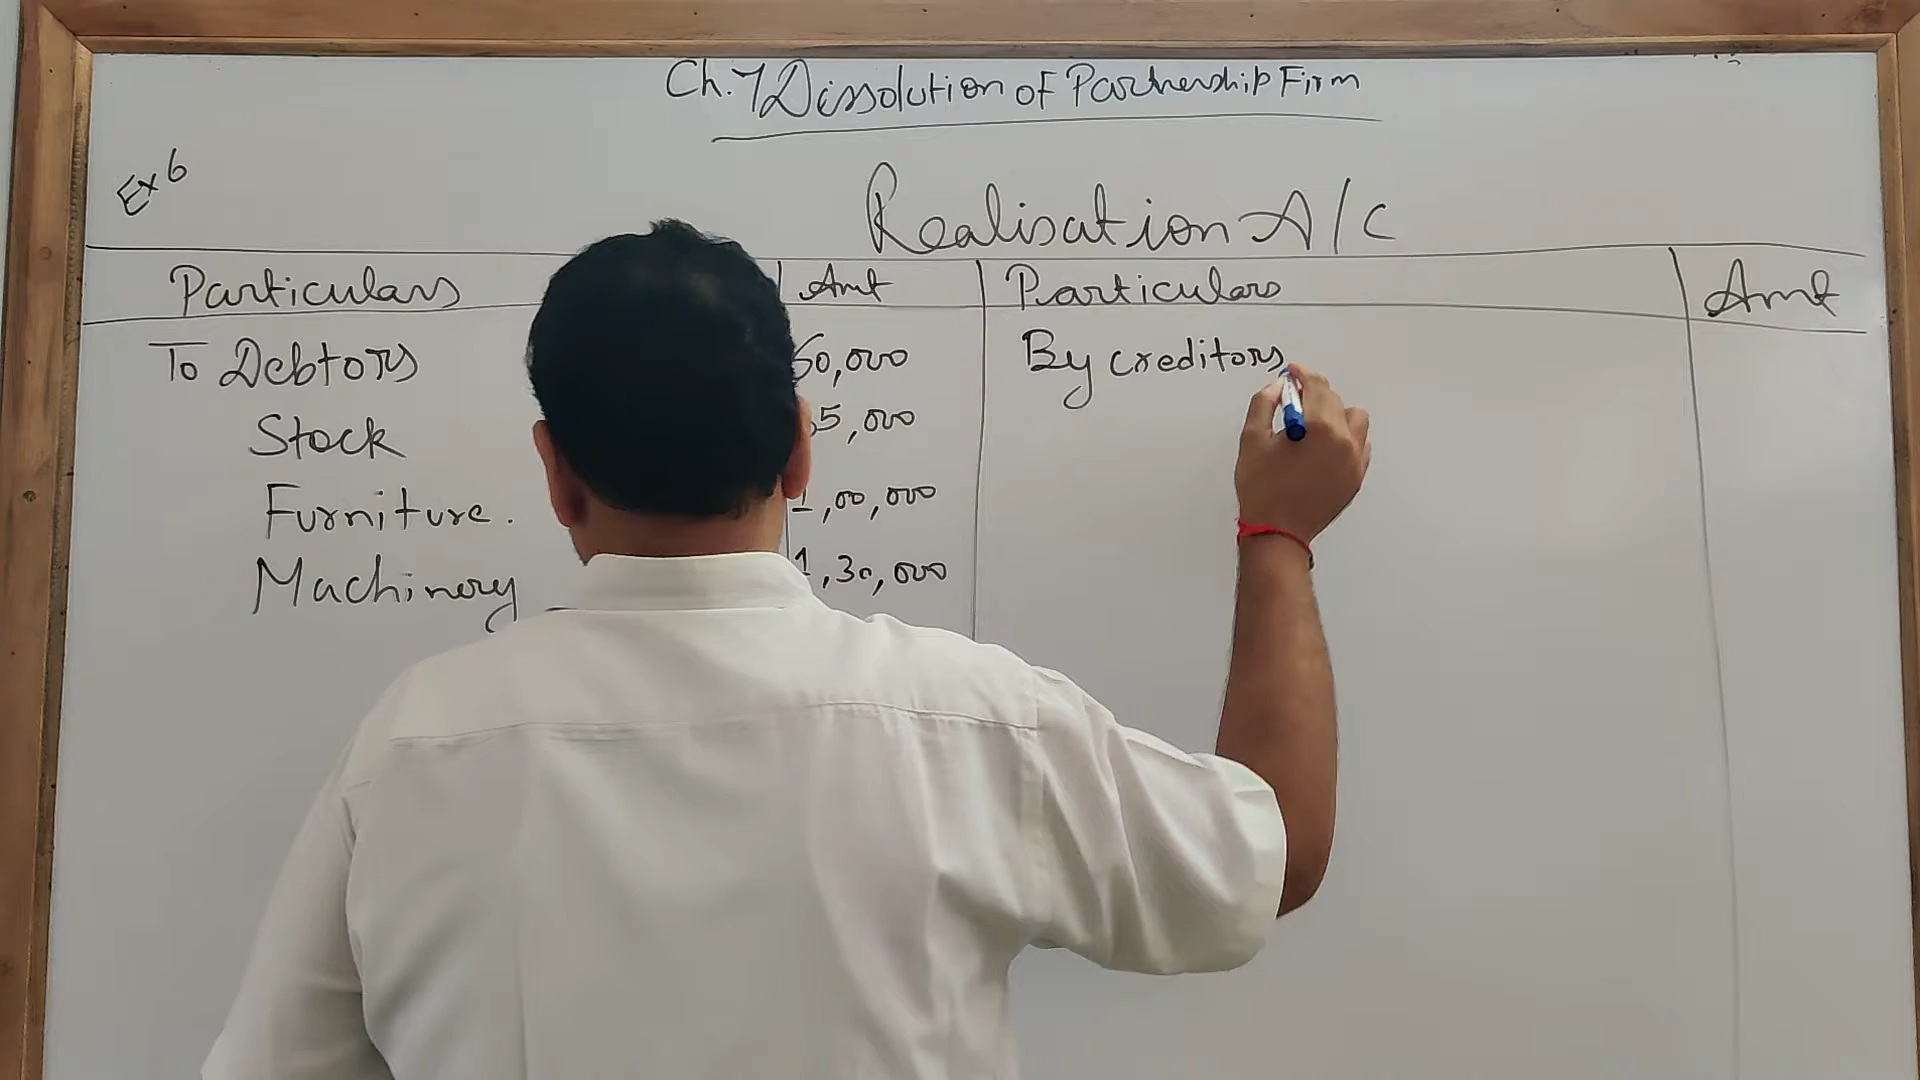 Ch. 7 Dissolution of Partnership Firm
Ex 6
Realisation A/C
Particulars Amt Particulars Amt
To Debtors 60,000 By creditors
Stock 5,000
Furniture. 1,00,000
Machinery 1,30,000